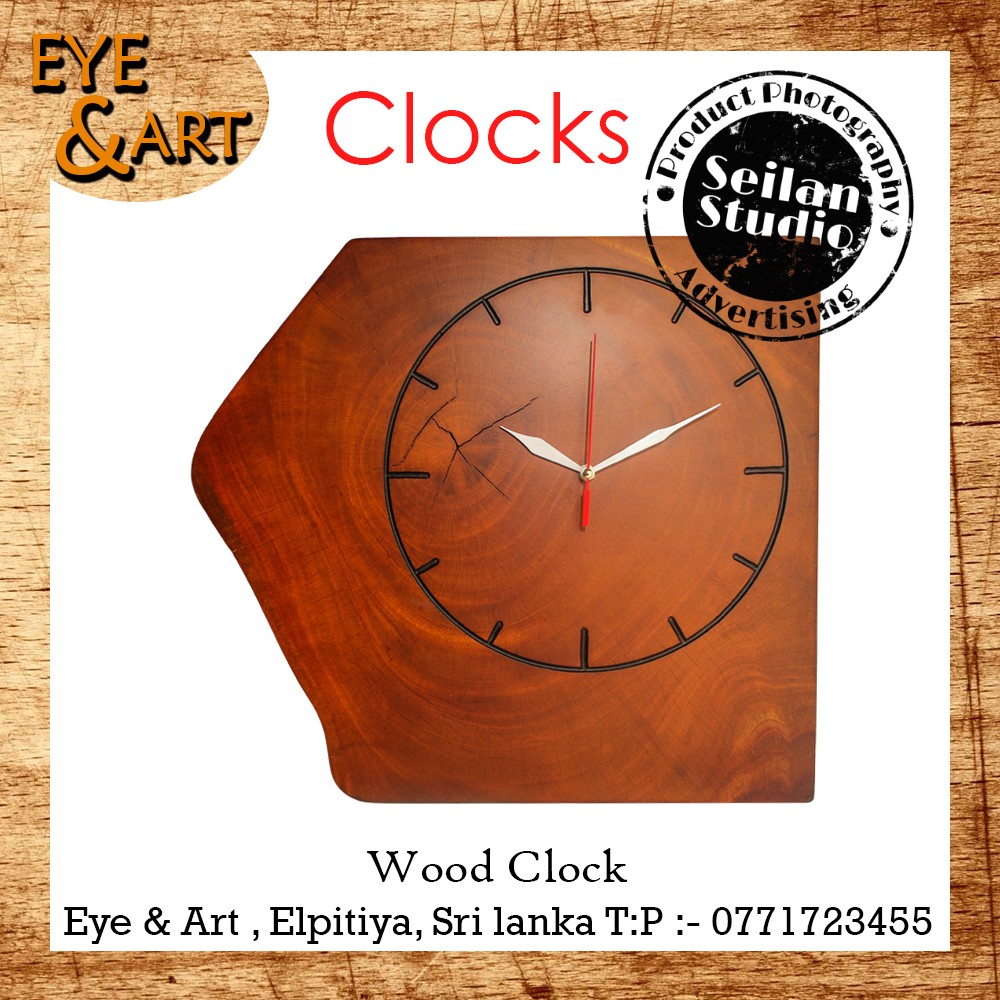 EYE
& ART
Clocks
Product Photography
Seilan
Studio
Advertising
Wood Clock
Eye & Art , Elpitiya, Sri lanka T:P :- 0771723455